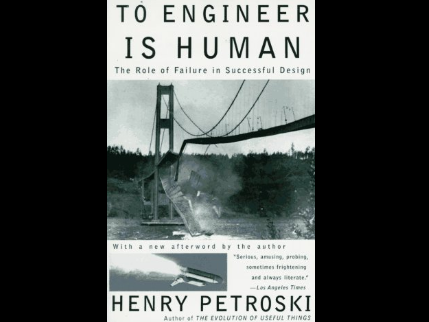 TO ENGINEER
IS HUMAN
The Role of Failure in Successful Design
With a new afterword by the author
"Serious, amusing, probing,
sometimes frightening
and always literate."
—Los Angeles Times
HENRY PETROSKI
Author of THE EVOLUTION OF USEFUL THINGS